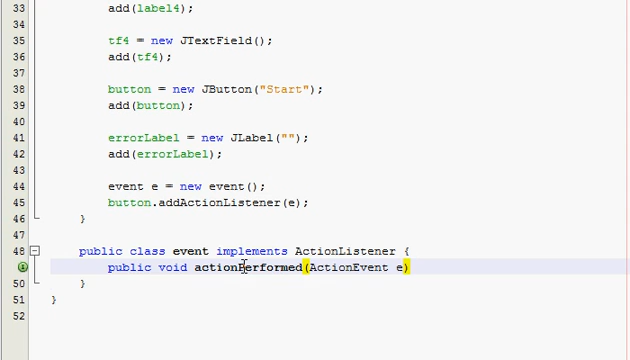 33 add(label4);
34
35 tf4 = new JTextField();
36 add(tf4);
37
38 button = new JButton("Start");
39 add(button);
40
41 errorLabel = new JLabel("");
42 add(errorLabel);
43
44 event e = new event();
45 button.addActionListener(e);
46 }
47
48 public class event implements ActionListener {
public void actionPerformed(ActionEvent e)
50 }
51 }
52